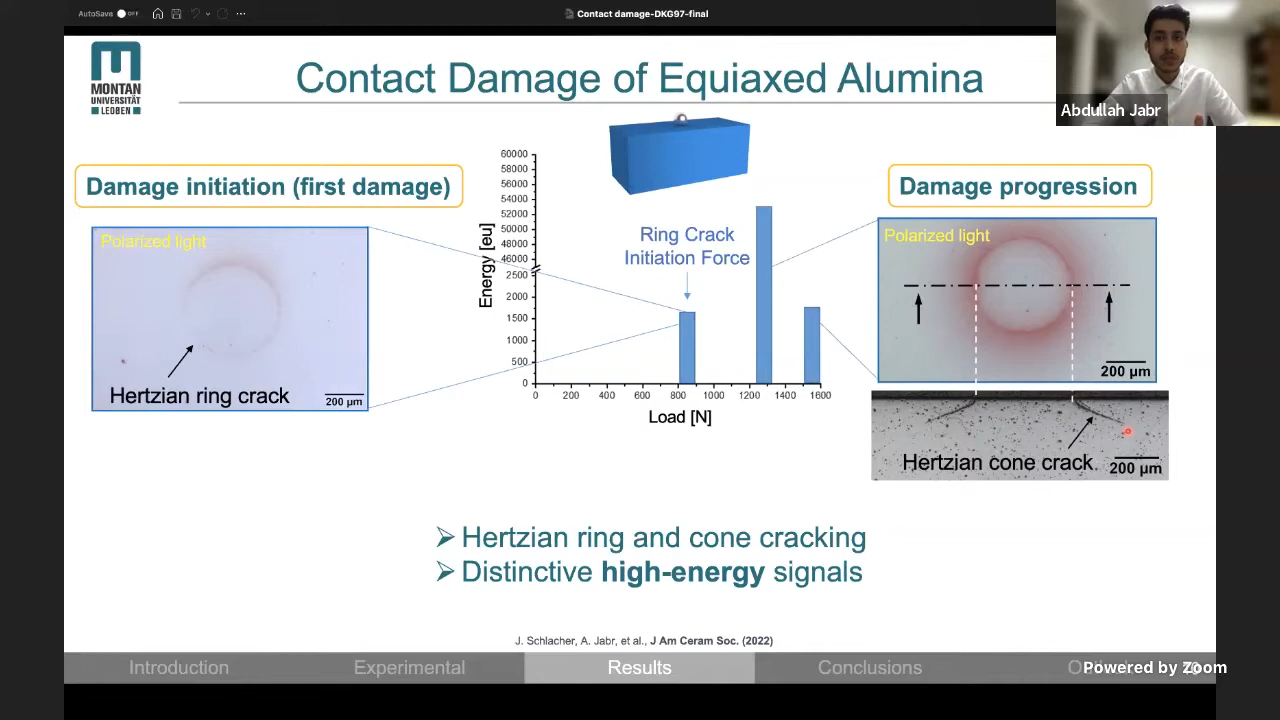 AutoSave OFF
Contact damage-DKG97-final
MONTAN
UNIVERSITÄT
LEOBEN
Contact Damage of Equiaxed Alumina
Abdullah Jabr
Damage initiation (first damage)
Polarized light
Hertzian ring crack
200 µm
Energy [eu]
60000
58000
56000
54000
52000
50000
48000
46000
2500
2000
1500
1000
500
0
0 200 400 600 800 1000 1200 1400 1600
Load [N]
Ring Crack
Initiation Force
Damage progression
Polarized light
200 µm
Hertzian cone crack
200 µm
➢ Hertzian ring and cone cracking
➢ Distinctive high-energy signals
J. Schlacher, A. Jabr, et al., J Am Ceram Soc. (2022)
Introduction Experimental Results Conclusions
Powered by Zoom